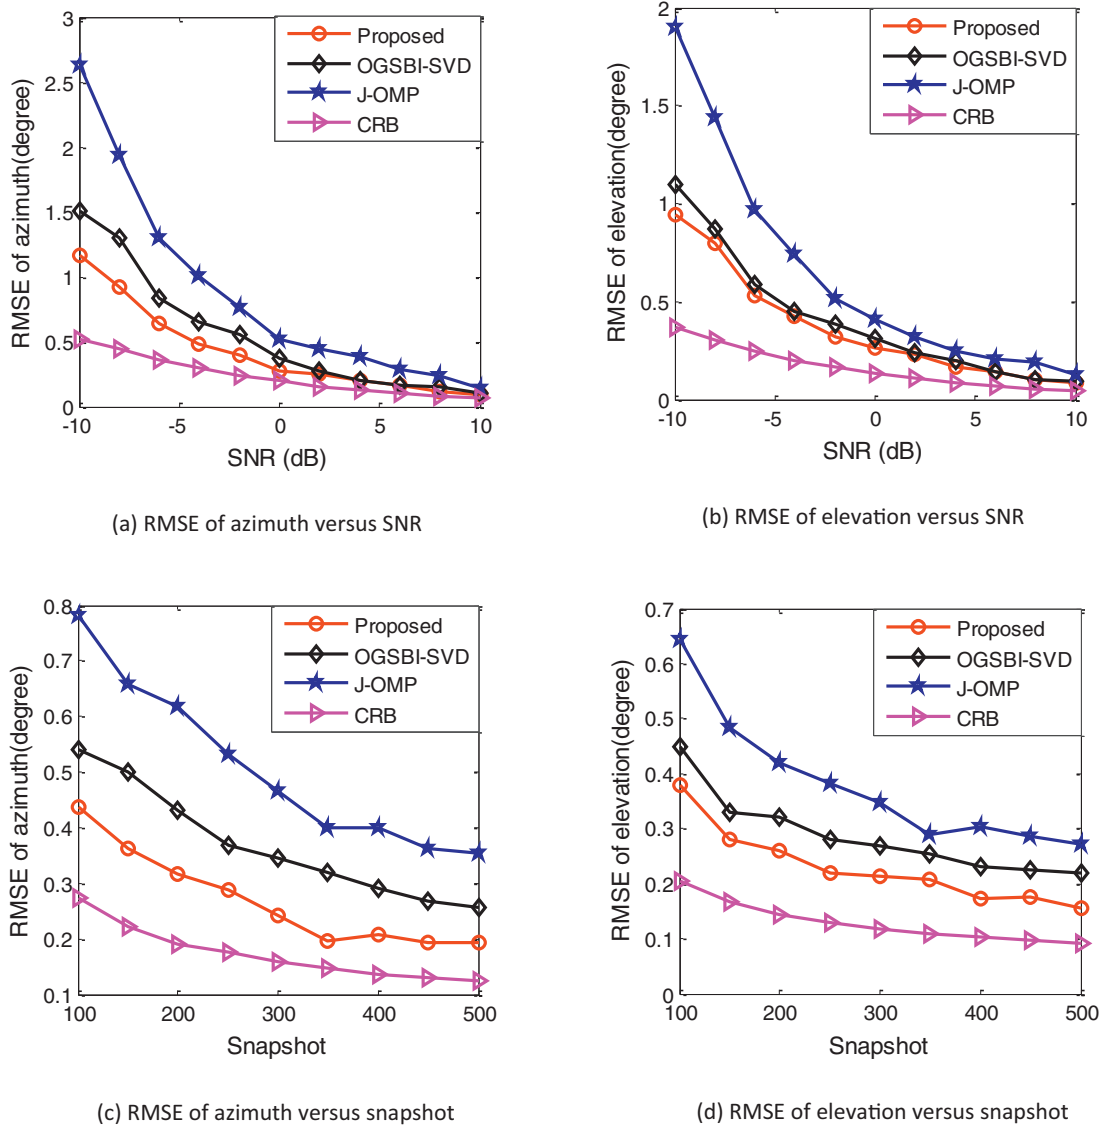 3
2.5
2
1.5
1
0.5
0
-10
-5
0
5
10
RMSE of azimuth(degree)
SNR (dB)
Proposed
OGSBI-SVD
J-OMP
CRB
(a) RMSE of azimuth versus SNR
2
1.5
1
0.5
0
-10
-5
0
5
10
RMSE of elevation(degree)
SNR (dB)
Proposed
OGSBI-SVD
J-OMP
CRB
(b) RMSE of elevation versus SNR
0.8
0.7
0.6
0.5
0.4
0.3
0.2
0.1
100
200
300
400
500
RMSE of azimuth(degree)
Snapshot
Proposed
OGSBI-SVD
J-OMP
CRB
(c) RMSE of azimuth versus snapshot
0.7
0.6
0.5
0.4
0.3
0.2
0.1
0
100
200
300
400
500
RMSE of elevation(degree)
Snapshot
Proposed
OGSBI-SVD
J-OMP
CRB
(d) RMSE of elevation versus snapshot